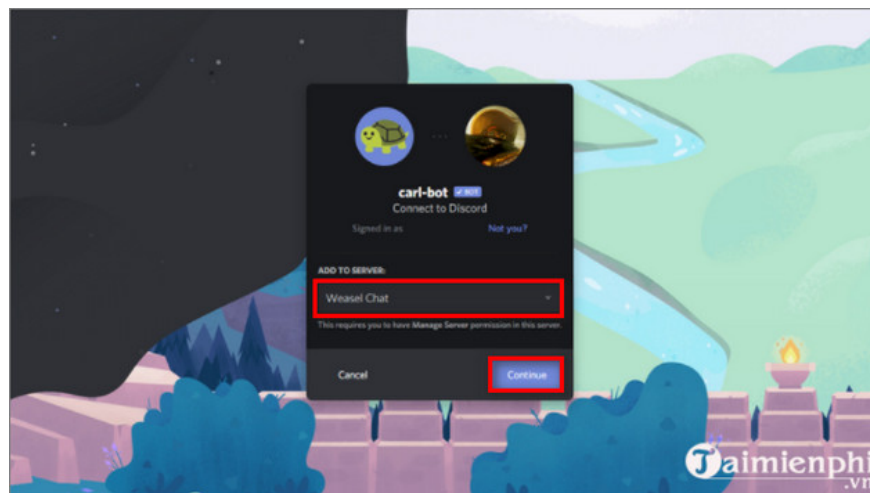 carl-bot ✓ BOT
Connect to Discord
Signed in as Not you?
ADD TO SERVER:
Weasel Chat
This requires you to have Manage Server permission in this server.
Cancel Continue
Taimienphi
.vn